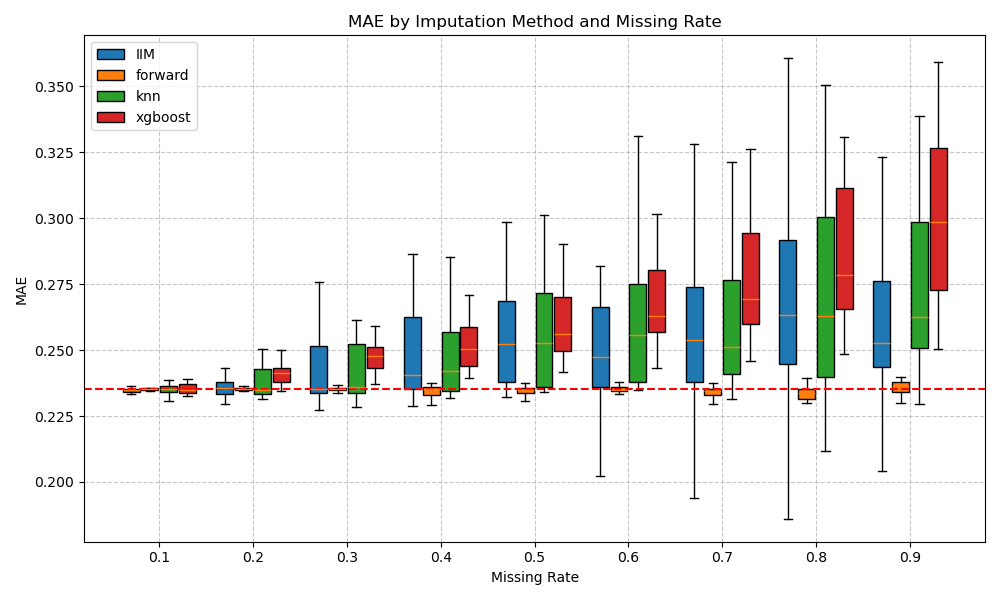 MAE by Imputation Method and Missing Rate
IIM
forward
knn
xgboost
0.350
0.325
0.300
0.275
0.250
0.225
0.200
MAE
0.1 0.2 0.3 0.4 0.5 0.6 0.7 0.8 0.9
Missing Rate